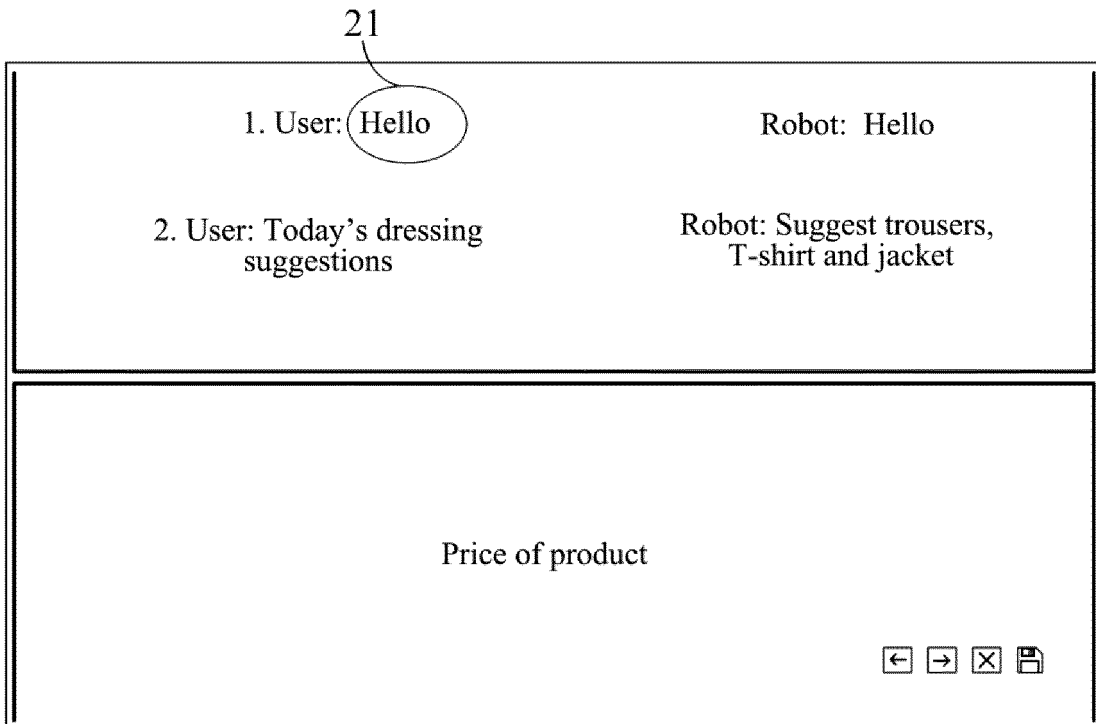 21
1. User: Hello
Robot: Hello
2. User: Today's dressing
suggestions
Robot: Suggest trousers,
T-shirt and jacket
Price of product